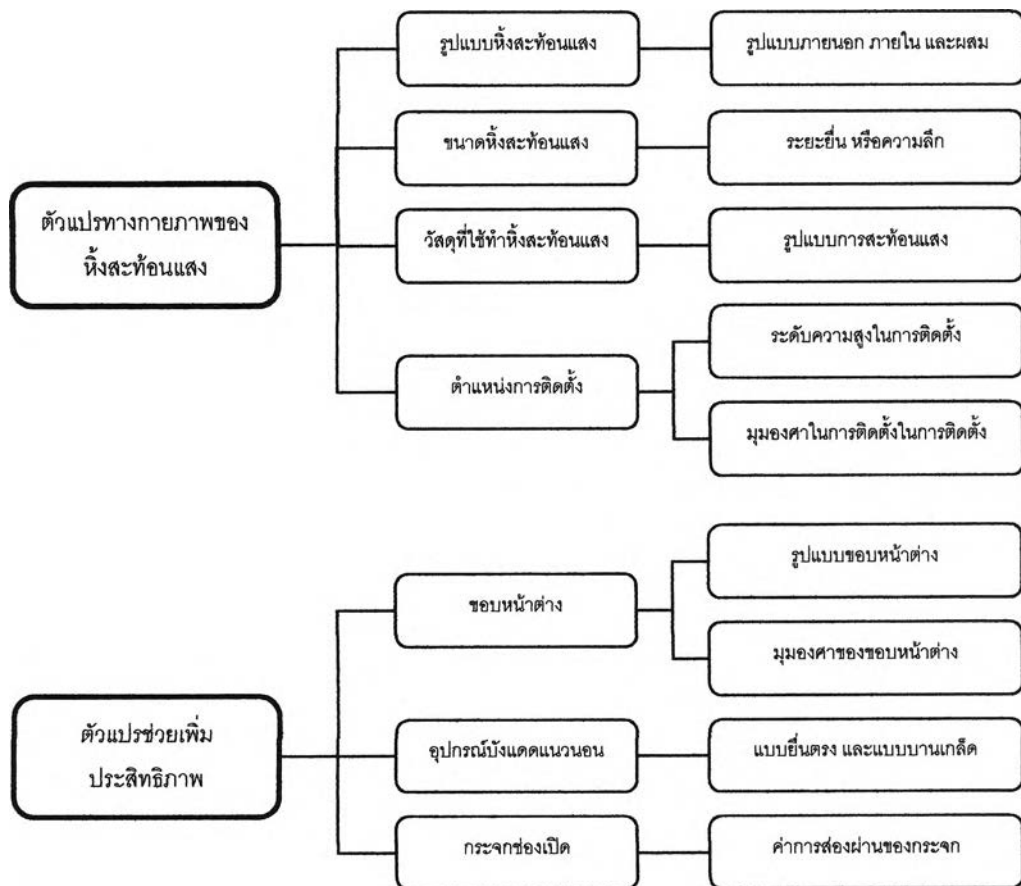 รูปแบบหิ้งสะท้อนแสง
รูปแบบภายนอก ภายใน และผสม
ขนาดหิ้งสะท้อนแสง
ระยะยื่น หรือความลึก
ตัวแปรทางกายภาพของ
หิ้งสะท้อนแสง
วัสดุที่ใช้ทำหิ้งสะท้อนแสง
รูปแบบการสะท้อนแสง
ตำแหน่งการติดตั้ง
ระดับความสูงในการติดตั้ง
มุมองศาในการติดตั้งในการติดตั้ง
ตัวแปรช่วยเพิ่ม
ประสิทธิภาพ
ขอบหน้าต่าง
รูปแบบขอบหน้าต่าง
มุมองศาของขอบหน้าต่าง
อุปกรณ์บังแดดแนวนอน
แบบยื่นตรง และแบบบานเกล็ด
กระจกช่องเปิด
ค่าการส่องผ่านของกระจก